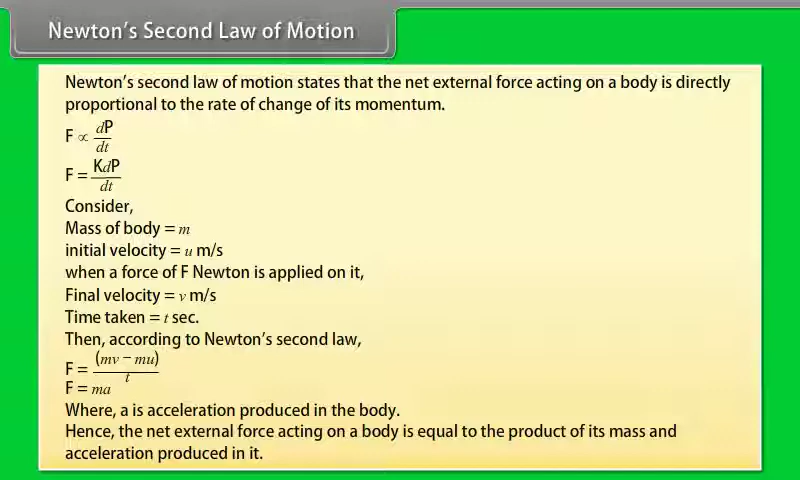 Newton's Second Law of Motion
Newton's second law of motion states that the net external force acting on a body is directly
proportional to the rate of change of its momentum.
F ∝ dP/dt
F = KdP/dt
Consider,
Mass of body = m
initial velocity = u m/s
when a force of F Newton is applied on it,
Final velocity = v m/s
Time taken = t sec.
Then, according to Newton's second law,
F = (mv − mu)/t
F = ma
Where, a is acceleration produced in the body.
Hence, the net external force acting on a body is equal to the product of its mass and
acceleration produced in it.